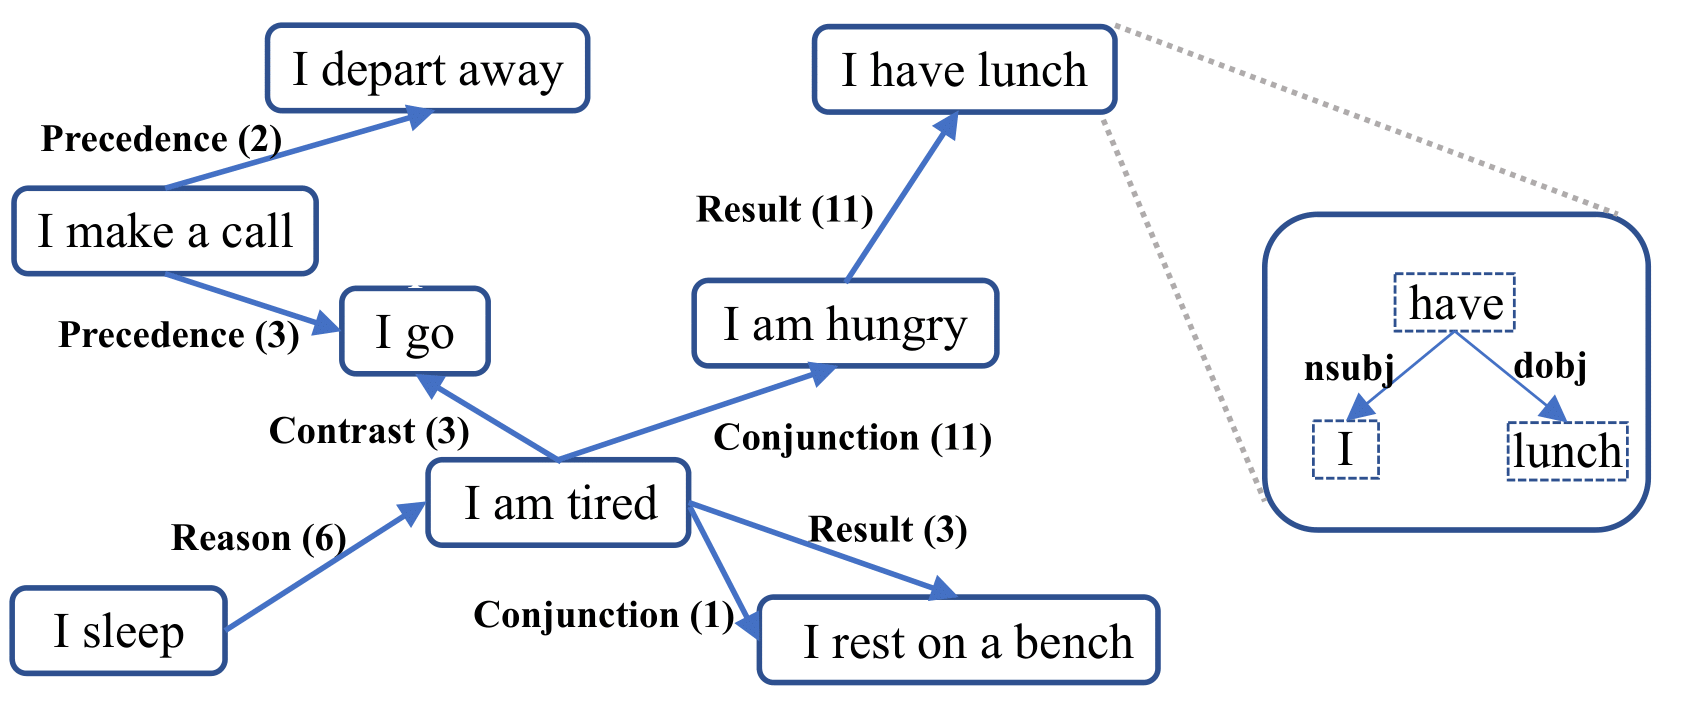 I depart away
I have lunch
Precedence (2)
I make a call
Result (11)
Precedence (3)
I go
I am hungry
have
nsubj
dobj
Contrast (3)
Conjunction (11)
I
lunch
I am tired
Reason (6)
Result (3)
Conjunction (1)
I sleep
I rest on a bench